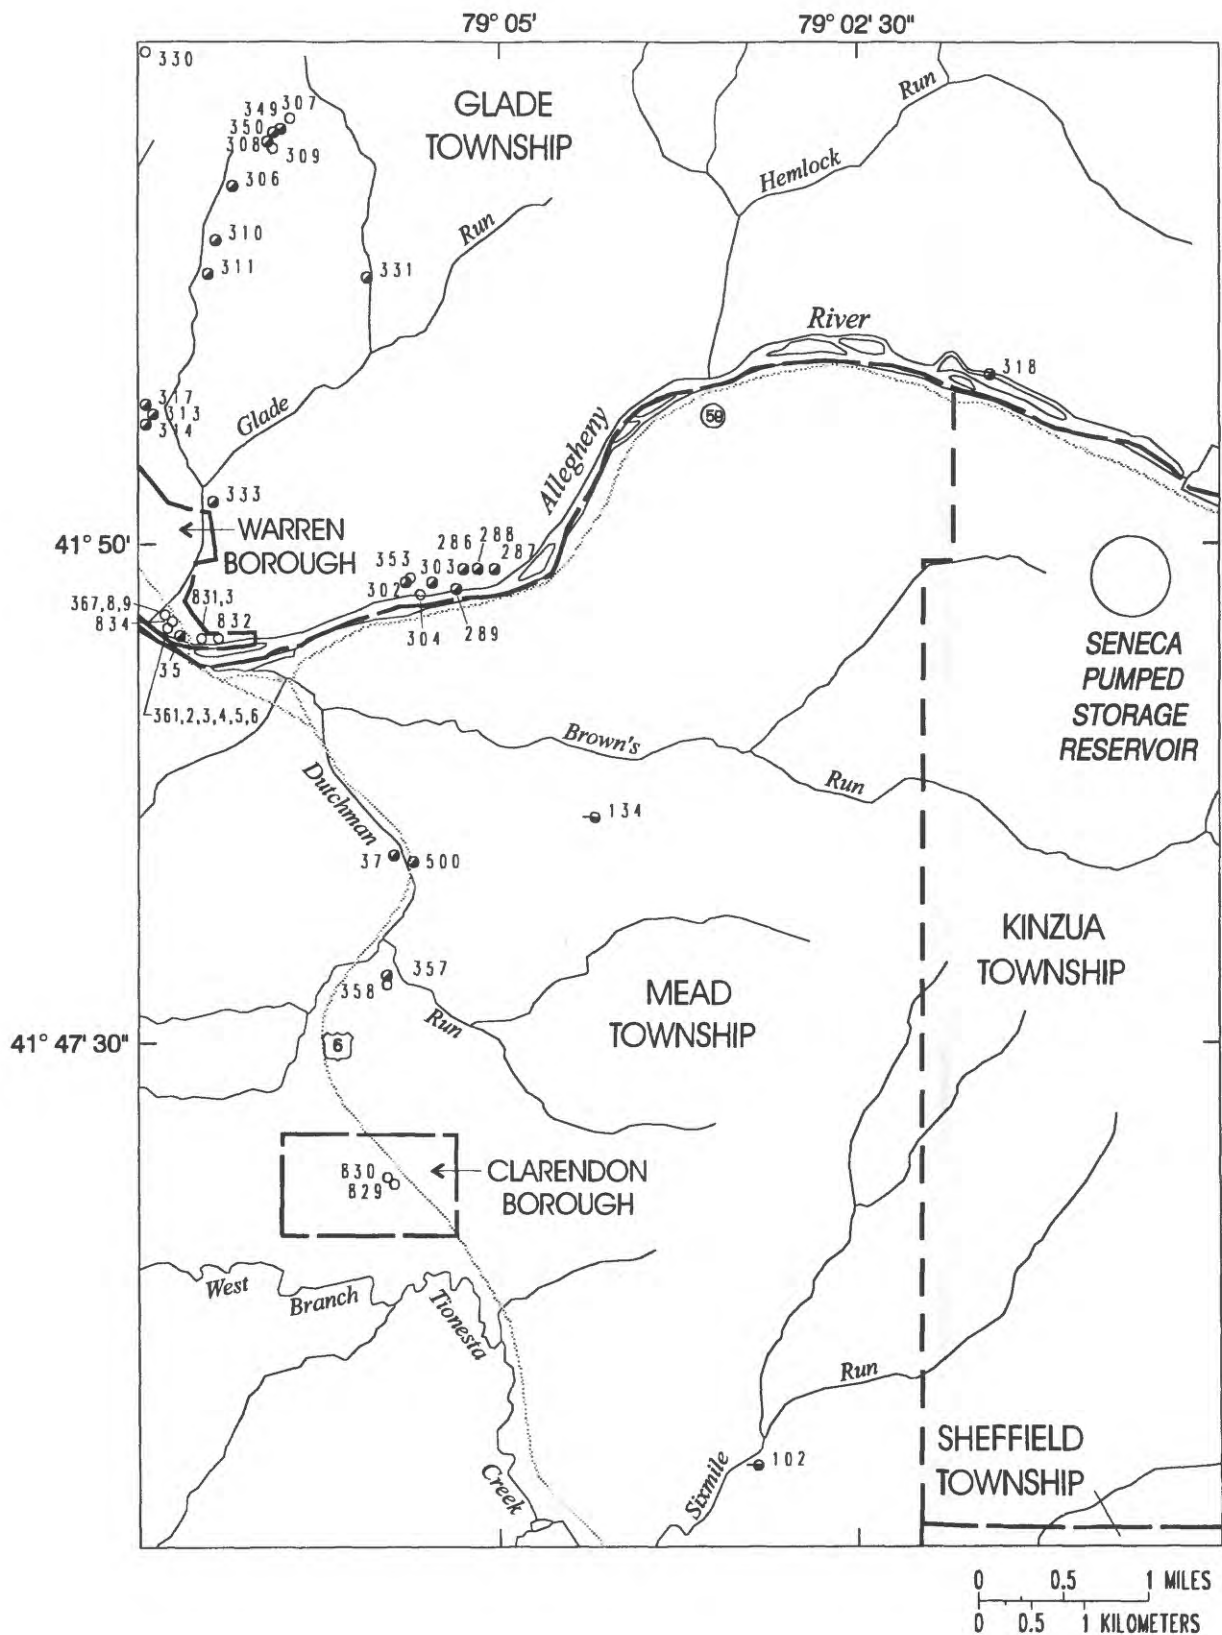 79° 05'
79° 02' 30"
330
349
307
350
308
309
GLADE
TOWNSHIP
Run
Hemlock
306
Run
310
311
331
River
318
317
313
314
Glade
Allegheny
59
333
WARREN
BOROUGH
41° 50'
286
288
287
353
303
302
304
289
367,8,9
834
831,3
832
35
361,2,3,4,5,6
SENECA
PUMPED
STORAGE
RESERVOIR
Brown's
Run
Dutchman
134
37
500
KINZUA
TOWNSHIP
357
358
Run
MEAD
TOWNSHIP
41° 47' 30"
6
830
829
CLARENDON
BOROUGH
West
Branch
Tionesta
Creek
Run
Sixmile
102
SHEFFIELD
TOWNSHIP
0 0.5 1 MILES
0 0.5 1 KILOMETERS